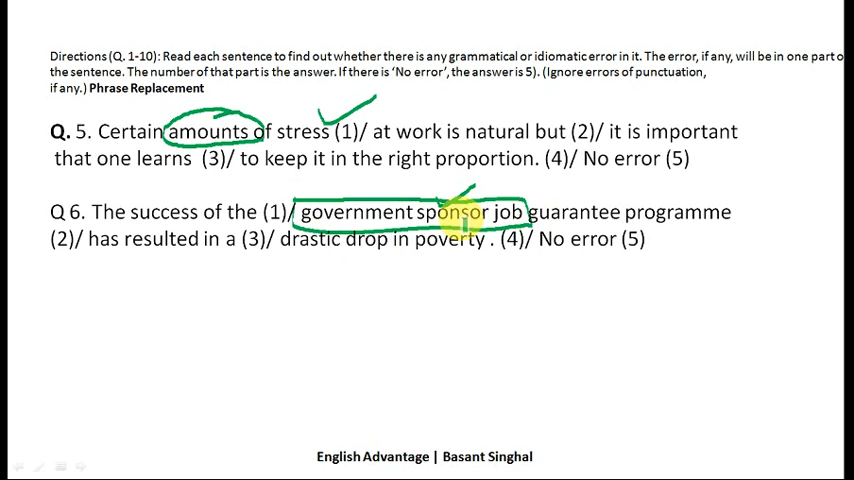 Directions (Q. 1-10): Read each sentence to find out whether there is any grammatical or idiomatic error in it. The error, if any, will be in one part o
the sentence. The number of that part is the answer. If there is 'No error', the answer is 5). (Ignore errors of punctuation,
if any.) Phrase Replacement
Q. 5. Certain amounts of stress (1)/ at work is natural but (2)/ it is important
that one learns (3)/ to keep it in the right proportion. (4)/ No error (5)
Q 6. The success of the (1)/ government sponsor job guarantee programme
(2)/ has resulted in a (3)/ drastic drop in poverty . (4)/ No error (5)
English Advantage | Basant Singhal